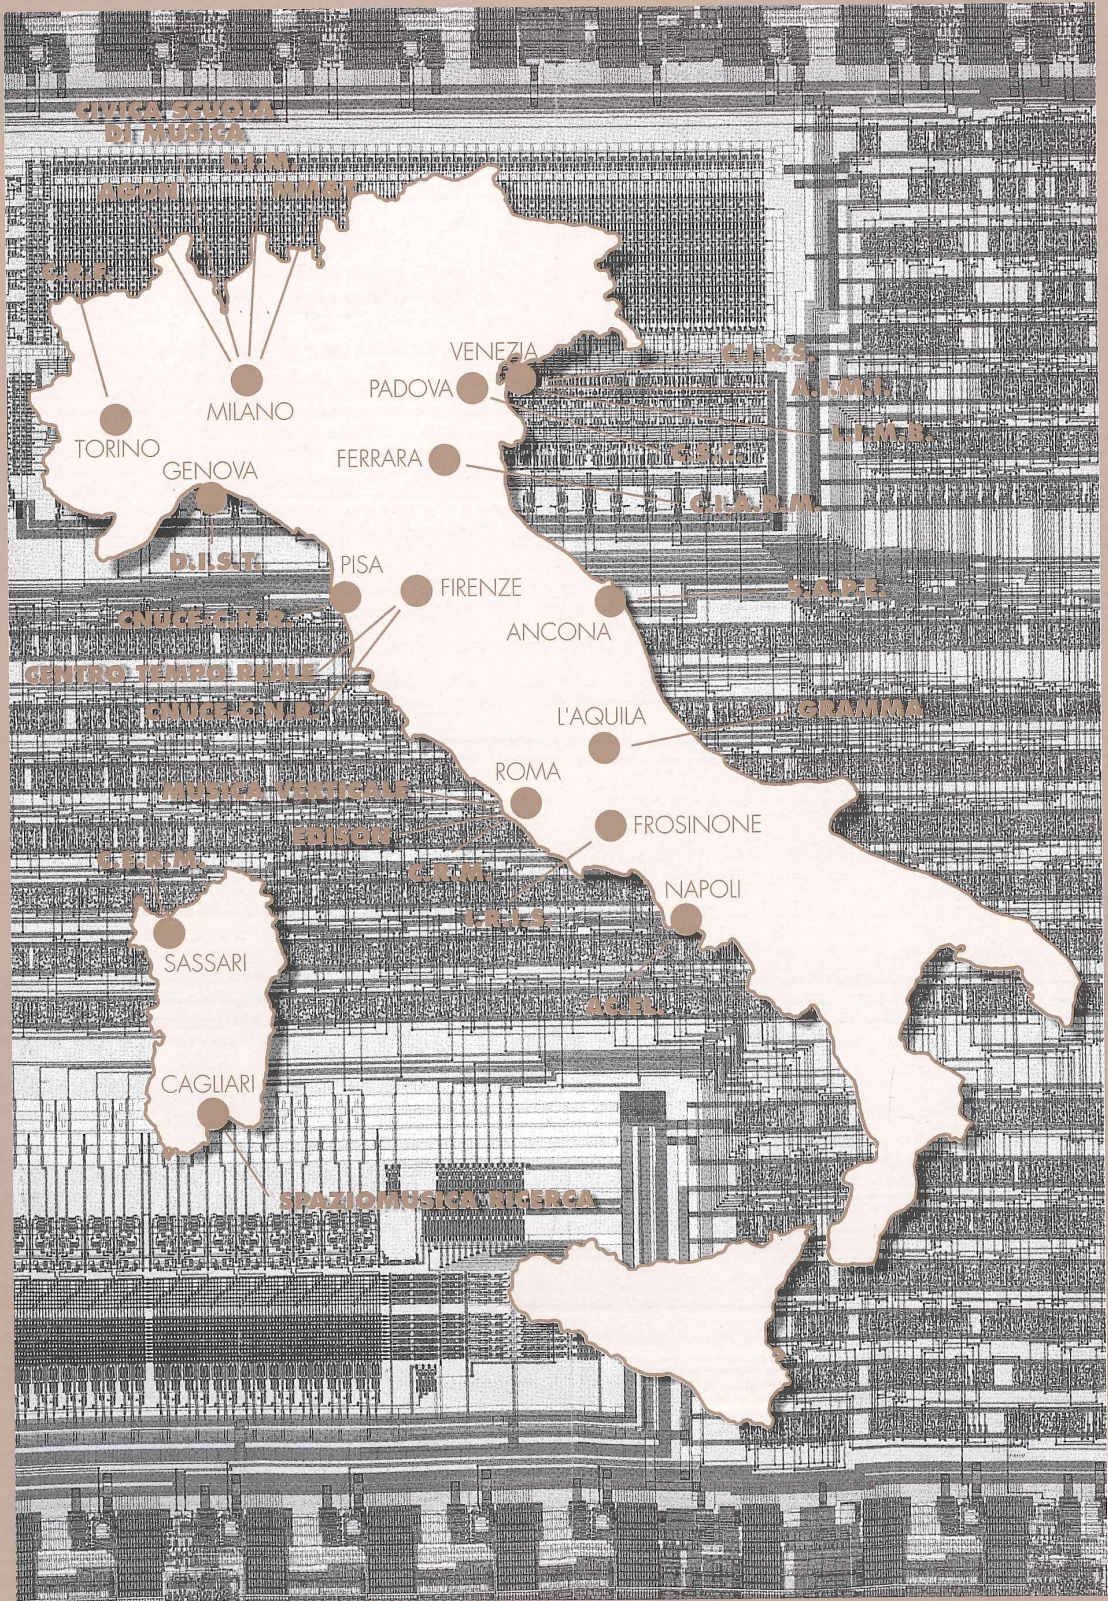 CIVICA SCUOLA
DI MUSICA
L.I.M.
AGON
MM&T
C.R.F.
VENEZIA
C.I.R.S.
PADOVA
A.I.M.I.
MILANO
L.I.M.B.
TORINO
FERRARA
C.S.C.
GENOVA
C.I.A.R.M.
D.I.S.T.
PISA
FIRENZE
S.A.P.E.
CNUCE-C.N.R.
ANCONA
CENTRO TEMPO REALE
CNUCE-C.N.R.
L'AQUILA
GRAMMA
ROMA
MUSICA VERTICALE
FROSINONE
EDISON
C.E.R.M.
C.R.M.
NAPOLI
I.R.I.S.
SASSARI
AC.EL.
CAGLIARI
SPAZIOMUSICA RICERCA